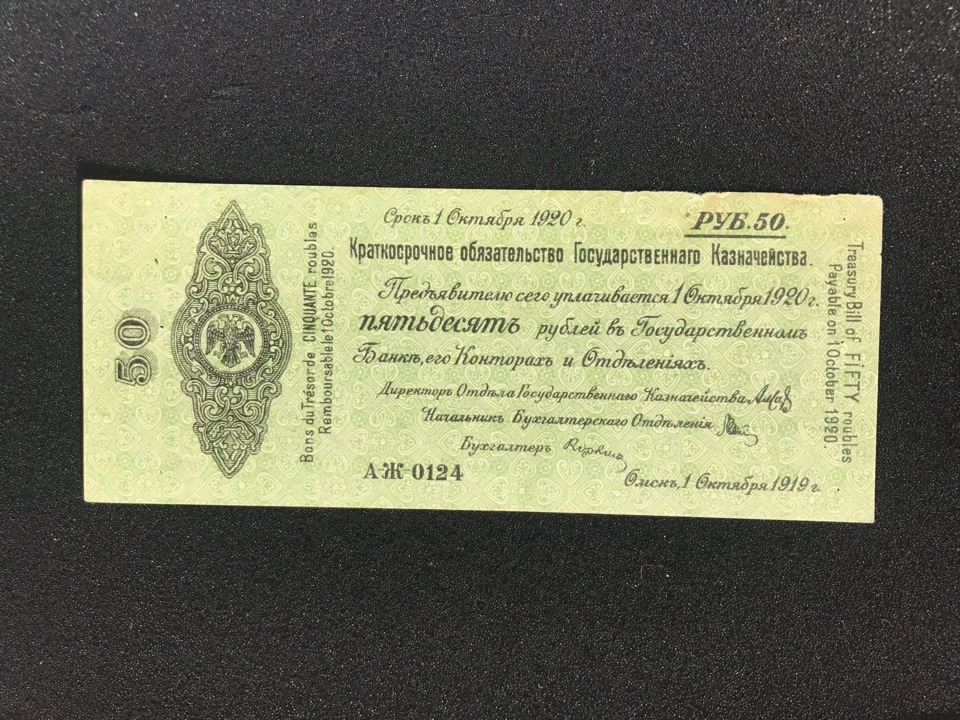 50
Bons du Trésor de CINQUANTE roublas
Remboursable le 1 Octobre 1920.
Срокъ 1 Октября 1920 г.
РУБ. 50.
Краткосрочное обязательство Государственнаго Казначейства.
Предъявителю сего уплачивается 1 Октября 1920 г.
пятьдесятъ рублей въ Государственномъ
Банкѣ, его Конторахъ и Отдѣленіяхъ.
Директоръ Отдѣла Государственнаго Казначейства
Начальникъ Бухгалтерскаго Отдѣленія
Бухгалтеръ
А-Ж 0124
Омскъ, 1 Октября 1919 г.
Treasury Bill of FiFTY roubles
Payable on 1 October 1920.